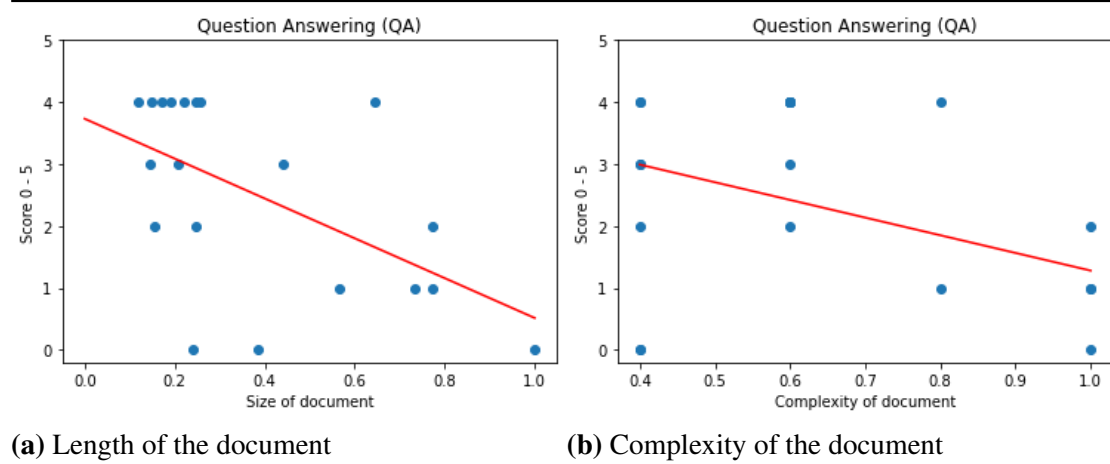 Question Answering (QA)
5
4
3
2
1
0
Score 0 - 5
0.0 0.2 0.4 0.6 0.8 1.0
Size of document
(a) Length of the document
Question Answering (QA)
5
4
3
2
1
0
Score 0 - 5
0.4 0.5 0.6 0.7 0.8 0.9 1.0
Complexity of document
(b) Complexity of the document